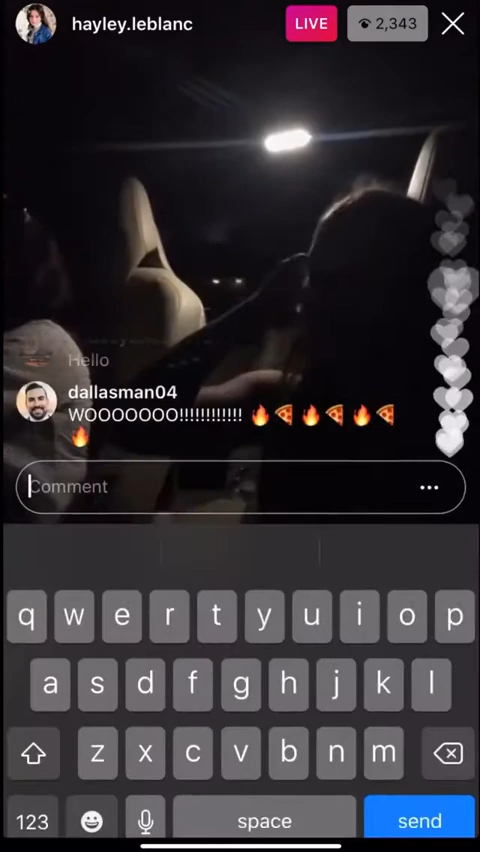 hayley.leblanc LIVE 2,343
Hello
dallasman04
WOOOOOOO!!!!!!!!!!!! 🔥🍕🔥🍕🔥🍕
🔥
Comment
q w e r t y u i o p
a s d f g h j k l
z x c v b n m
123 space send